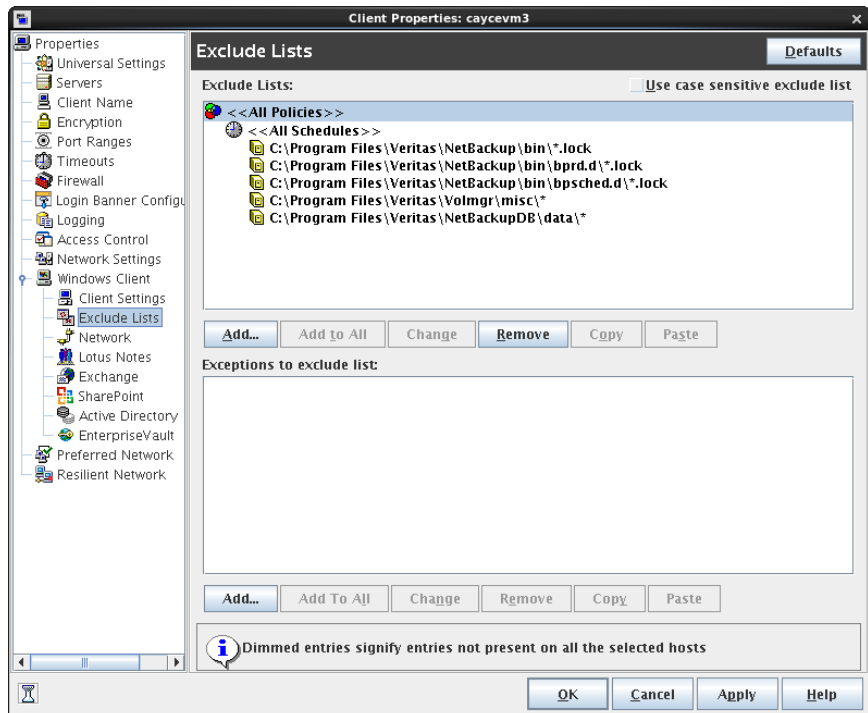 Client Properties: caycevm3
Properties
Universal Settings
Servers
Client Name
Encryption
Port Ranges
Timeouts
Firewall
Login Banner Configu
Logging
Access Control
Network Settings
Windows Client
Client Settings
Exclude Lists
Network
Lotus Notes
Exchange
SharePoint
Active Directory
EnterpriseVault
Preferred Network
Resilient Network
Exclude Lists
Defaults
Exclude Lists:
Use case sensitive exclude list
<<All Policies>>
<<All Schedules>>
C:\Program Files\Veritas\NetBackup\bin\*.lock
C:\Program Files\Veritas\NetBackup\bin\bprd.d\*.lock
C:\Program Files\Veritas\NetBackup\bin\bpsched.d\*.lock
C:\Program Files\Veritas\Volmgr\misc\*
C:\Program Files\Veritas\NetBackupDB\data\*
Add... Add to All Change Remove Copy Paste
Exceptions to exclude list:
Add... Add To All Change Remove Copy Paste
Dimmed entries signify entries not present on all the selected hosts
OK Cancel Apply Help